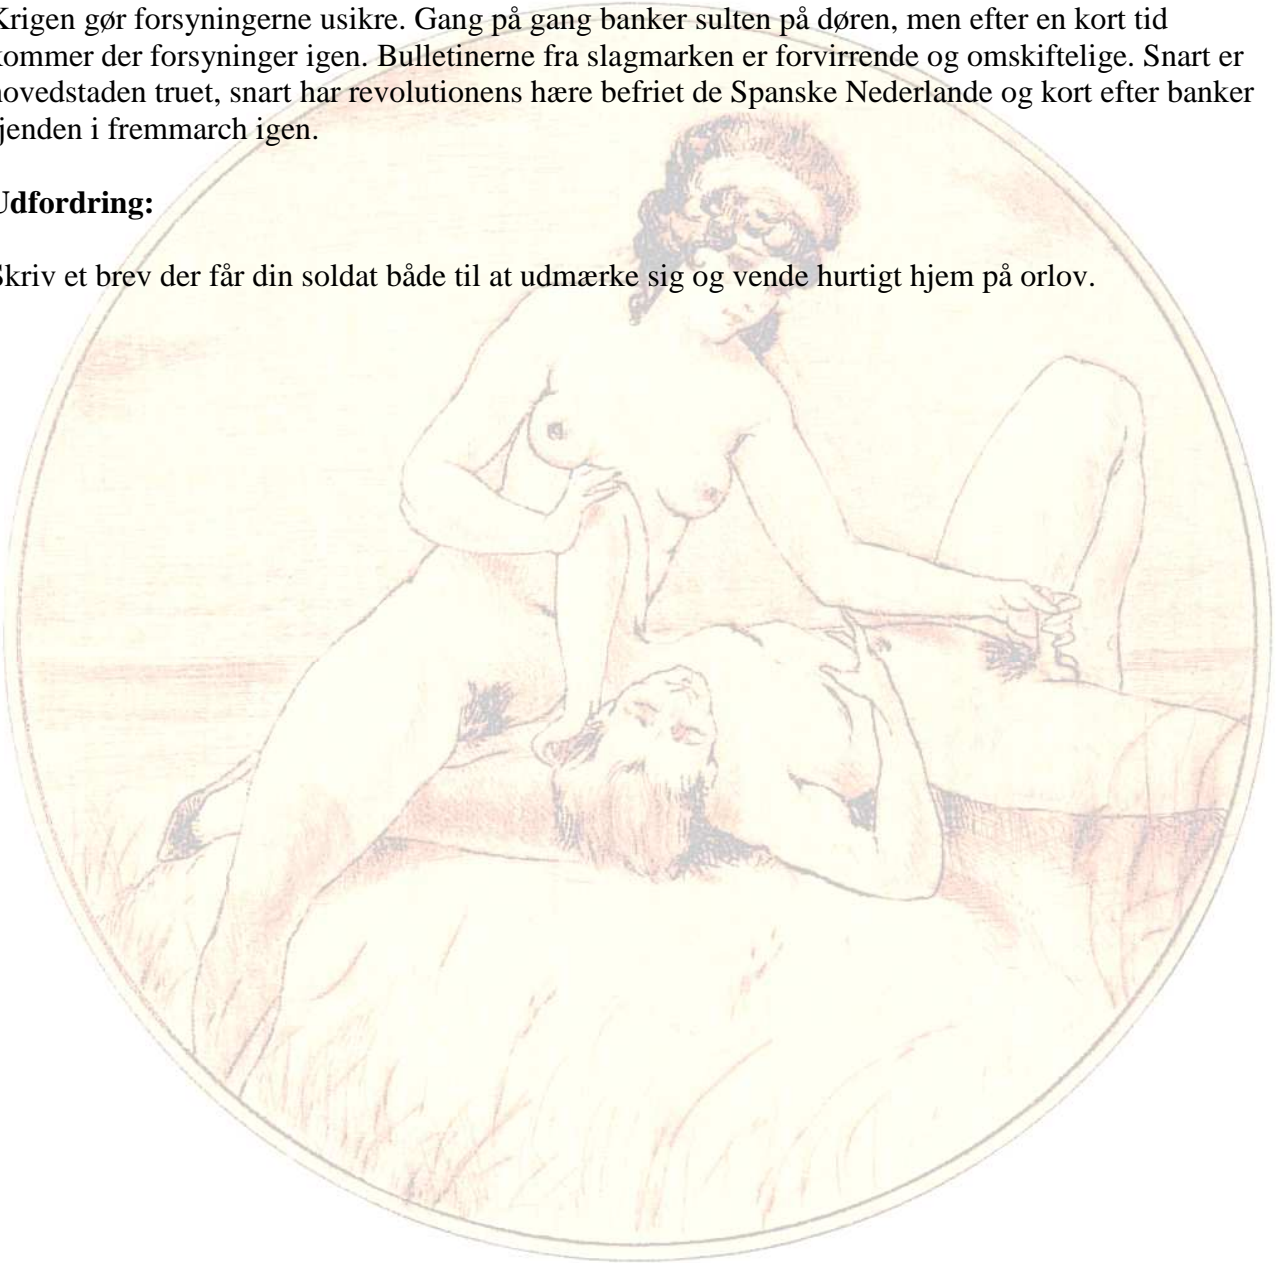 Krigen gør forsyningerne usikre. Gang på gang banker sulten på døren, men efter en kort tid
kommer der forsyninger igen. Bulletinerne fra slagmarken er forvirrende og omskiftelige. Snart er
hovedstaden truet, snart har revolutionens hære befriet de Spanske Nederlande og kort efter banker
fjenden i fremmarch igen.
Udfordring:
Skriv et brev der får din soldat både til at udmærke sig og vende hurtigt hjem på orlov.